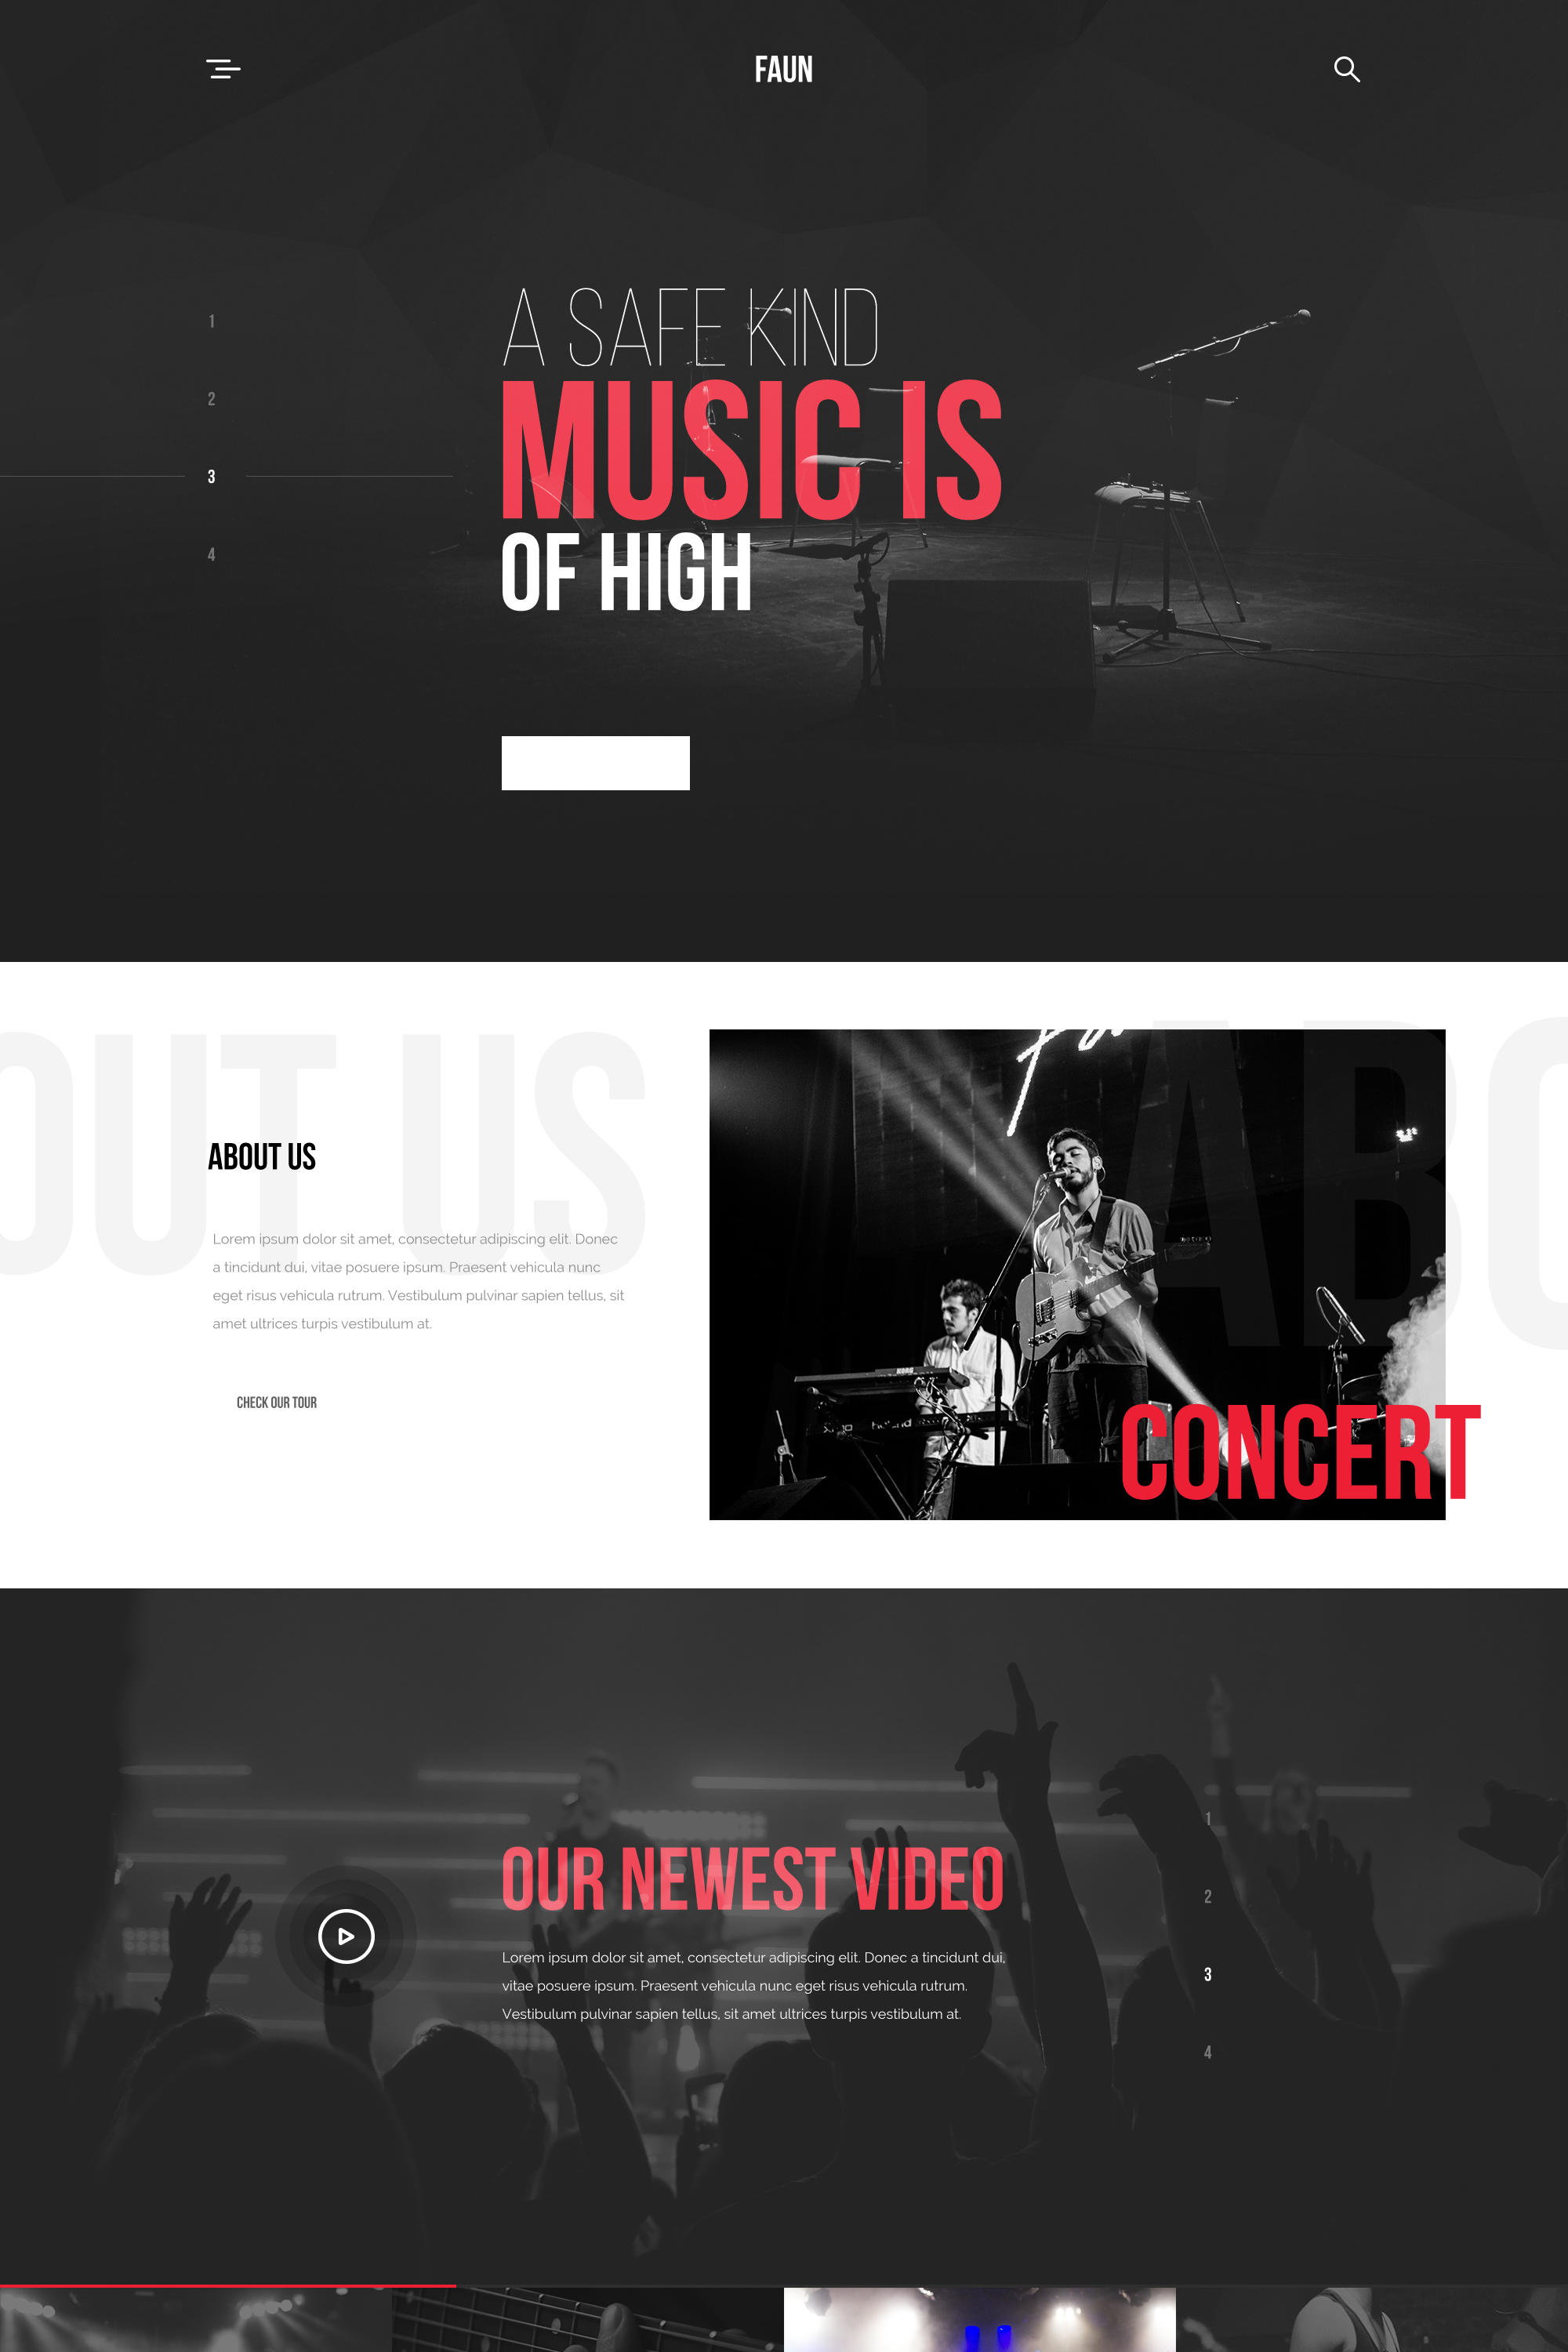 FAUN
1
2
3
4
A SAFE KIND
MUSIC IS
OF HIGH
OUT US
ABO
ABOUT US
Lorem ipsum dolor sit amet, consectetur adipiscing elit. Donec
a tincidunt dui, vitae posuere ipsum. Praesent vehicula nunc
eget risus vehicula rutrum. Vestibulum pulvinar sapien tellus, sit
amet ultrices turpis vestibulum at.
CHECK OUR TOUR
KORG
Roland
CONCERT
OUR NEWEST VIDEO
Lorem ipsum dolor sit amet, consectetur adipiscing elit. Donec a tincidunt dui,
vitae posuere ipsum. Praesent vehicula nunc eget risus vehicula rutrum.
Vestibulum pulvinar sapien tellus, sit amet ultrices turpis vestibulum at.
1
2
3
4